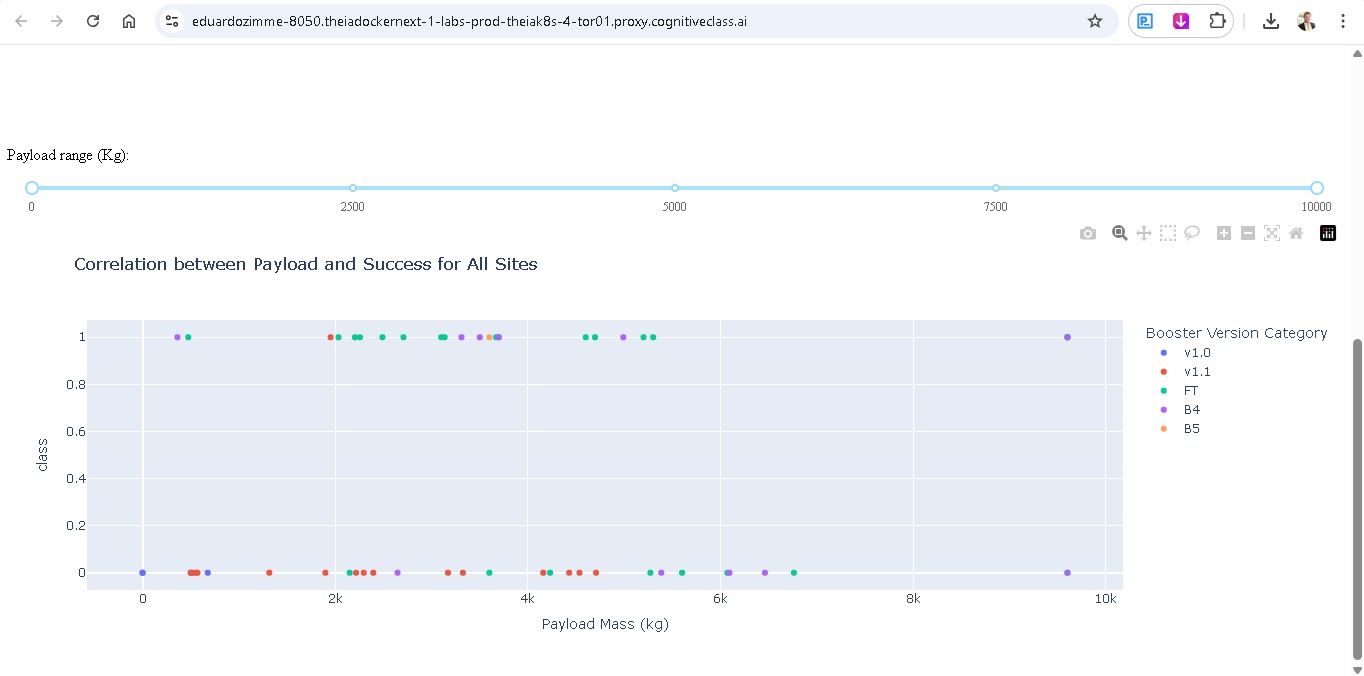 eduardozimme-8050.theiadockernext-1-labs-prod-theiak8s-4-tor01.proxy.cognitiveclass.ai
Payload range (Kg):
0 2500 5000 7500 10000
Correlation between Payload and Success for All Sites
Booster Version Category
v1.0
v1.1
FT
B4
B5
class
1
0.8
0.6
0.4
0.2
0
0 2k 4k 6k 8k 10k
Payload Mass (kg)